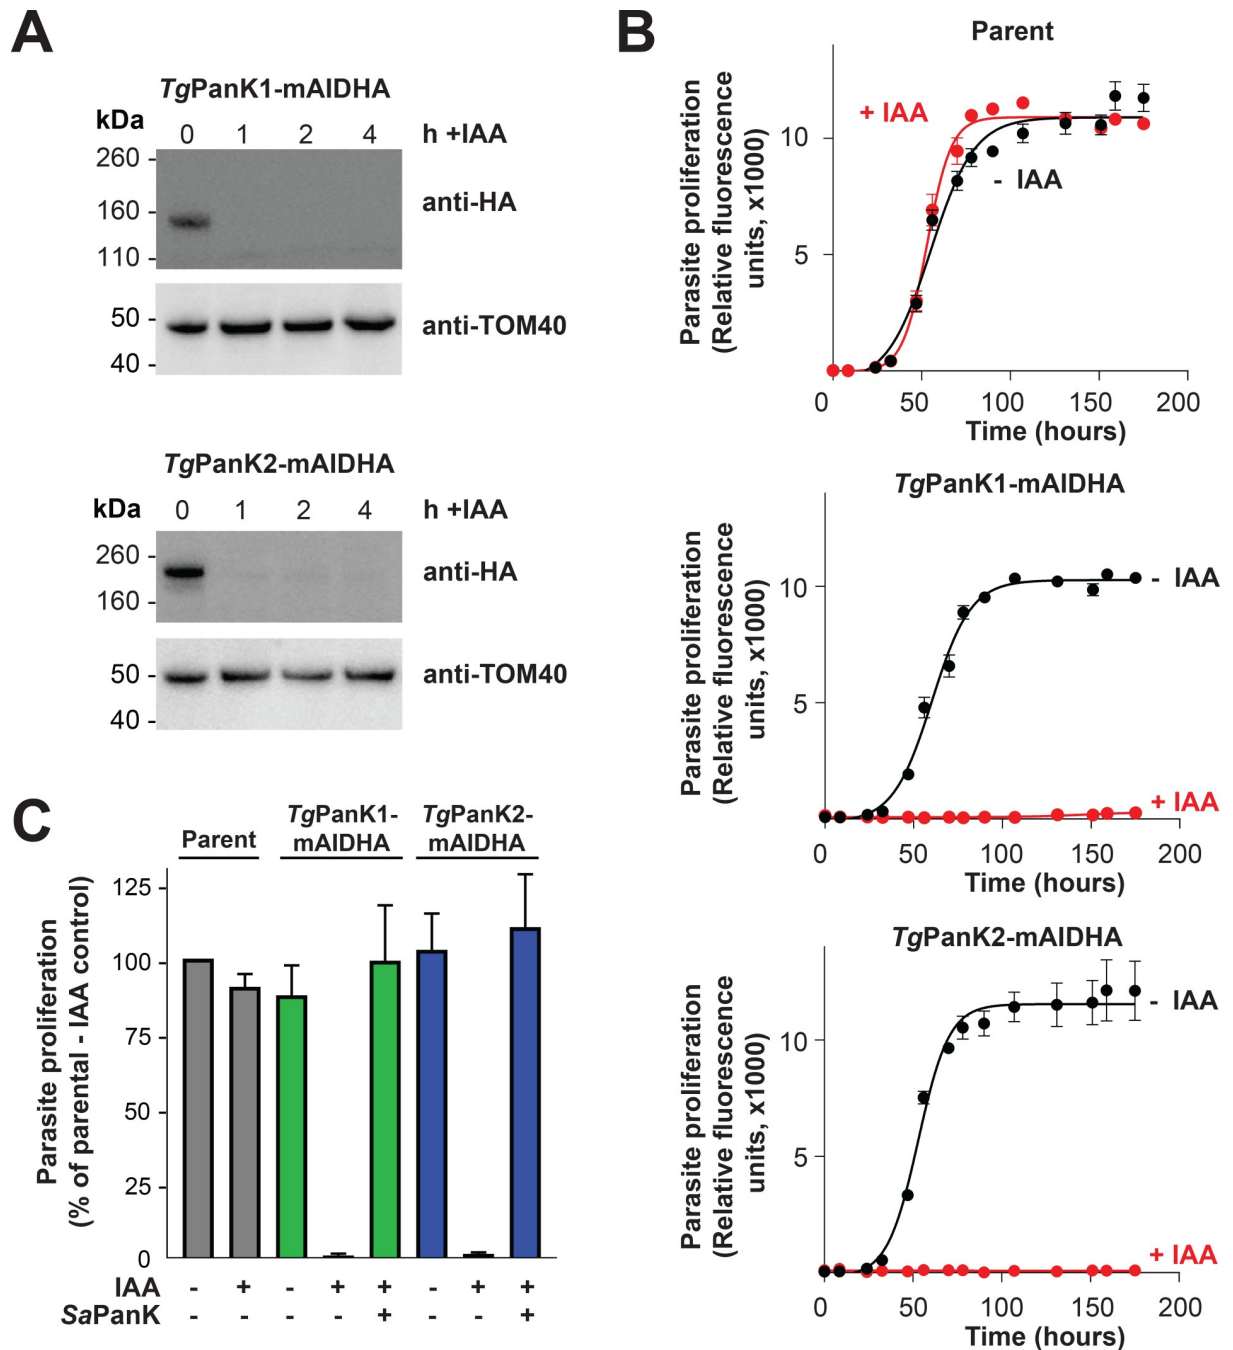 A
TgPanK1-mAIDHA
kDa
0 1 2 4 h +IAA
260
160
110
anti-HA
50
40
anti-TOM40
TgPanK2-mAIDHA
kDa
0 1 2 4 h +IAA
260
160
anti-HA
50
40
anti-TOM40
B
Parent
Parasite proliferation
(Relative fluorescence
units, x1000)
10
5
+ IAA
- IAA
0 50 100 150 200
Time (hours)
TgPanK1-mAIDHA
Parasite proliferation
(Relative fluorescence
units, x1000)
10
5
- IAA
+ IAA
0 50 100 150 200
Time (hours)
TgPanK2-mAIDHA
Parasite proliferation
(Relative fluorescence
units, x1000)
10
5
- IAA
+ IAA
0 50 100 150 200
Time (hours)
C
Parent
TgPanK1-
mAIDHA
TgPanK2-
mAIDHA
Parasite proliferation
(% of parental - IAA control)
125
100
75
50
25
0
IAA - + - + + - + +
SaPanK - - - - + - - +